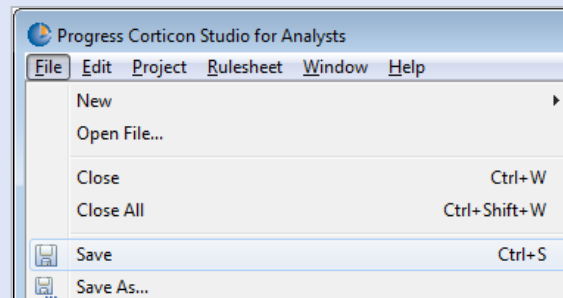 Progress Corticon Studio for Analysts
File Edit Project Rulesheet Window Help
New
Open File...
Close Ctrl+W
Close All Ctrl+Shift+W
Save Ctrl+S
Save As...